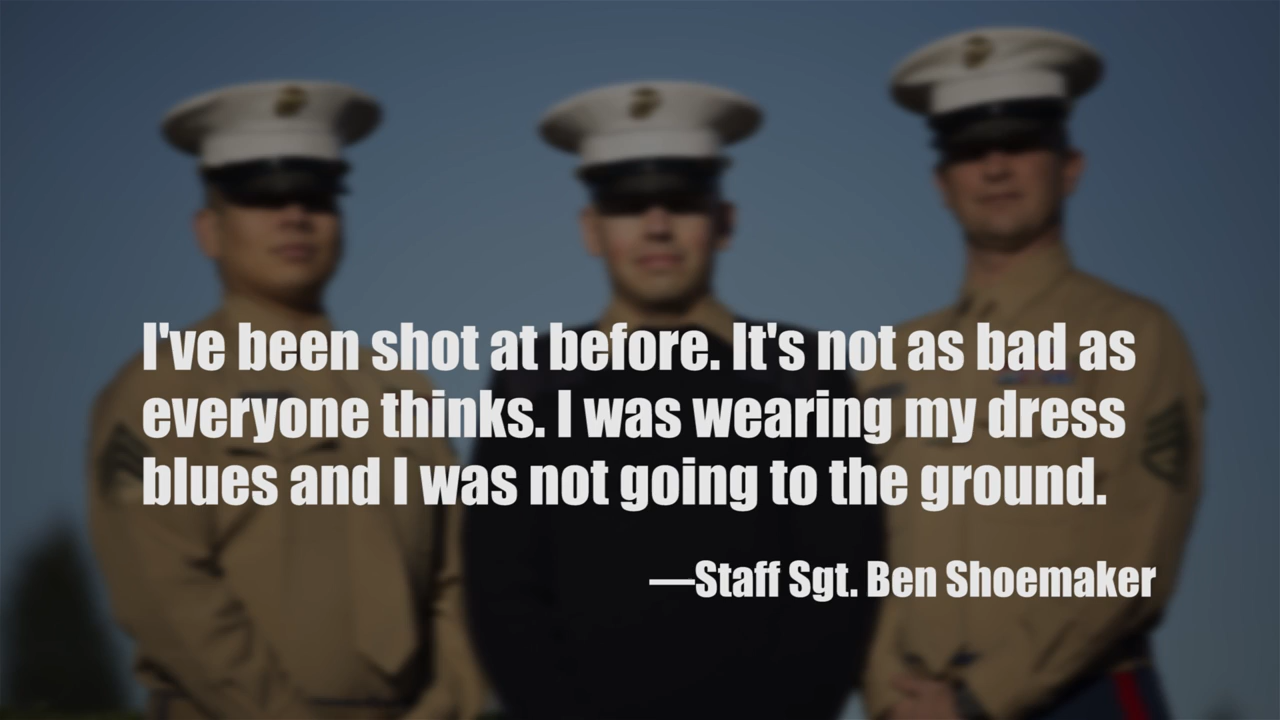 I've been shot at before. It's not as bad as
everyone thinks. I was wearing my dress
blues and I was not going to the ground.
—Staff Sgt. Ben Shoemaker